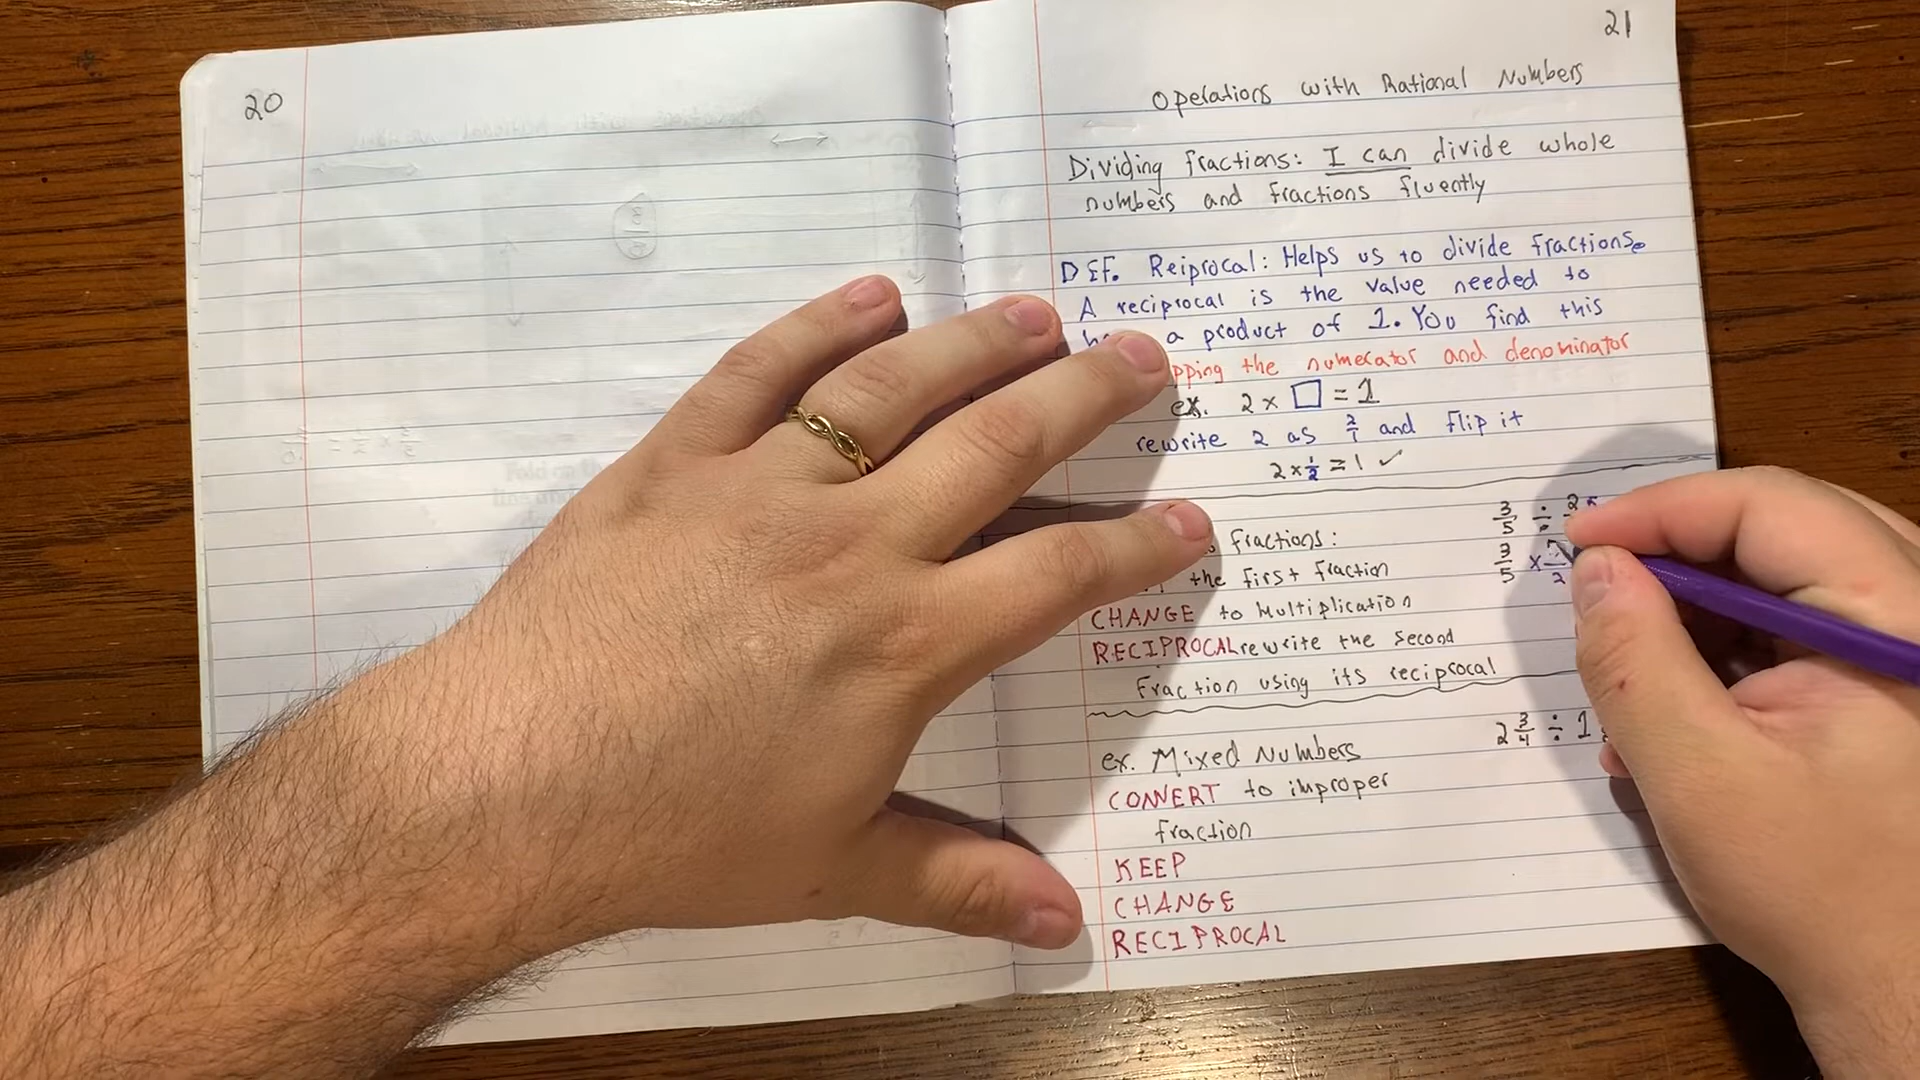 20
21
Operations with Rational Numbers
Dividing fractions: I can divide whole
numbers and fractions fluently
DEf. Reiprocal: Helps us to divide fractions.
A reciprocal is the value needed to
a product of 1. You find this
the numerator and denominator
ex. 2 × □ = 1
rewrite 2 as 2/1 and flip it
2 × 1/2 = 1 ✓
fractions:
3/5 ÷
the first fraction
3/5 ×
CHANGE to Multiplication
RECIPROCAL rewrite the second
fraction using its reciprocal
ex. Mixed Numbers
2 3/4 ÷ 1
CONVERT to improper
fraction
KEEP
CHANGE
RECIPROCAL